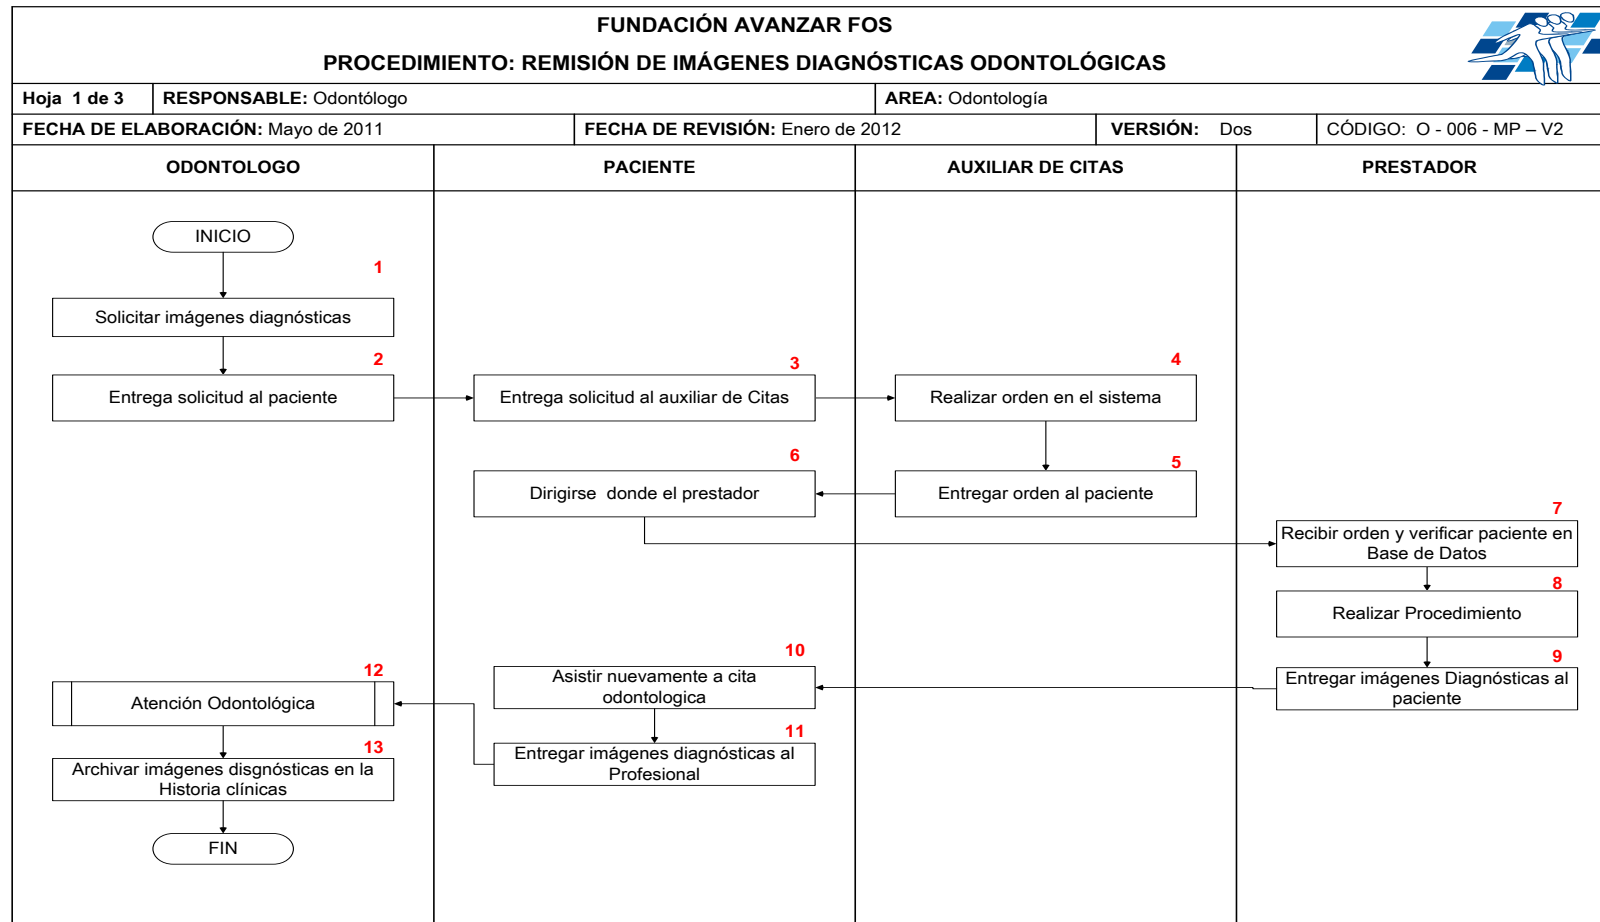 FUNDACIÓN AVANZAR FOS
PROCEDIMIENTO: REMISIÓN DE IMÁGENES DIAGNÓSTICAS ODONTOLÓGICAS
Hoja 1 de 3 RESPONSABLE: Odontólogo AREA: Odontología
FECHA DE ELABORACIÓN: Mayo de 2011 FECHA DE REVISIÓN: Enero de 2012 VERSIÓN: Dos CÓDIGO: O - 006 - MP – V2
ODONTOLOGO PACIENTE AUXILIAR DE CITAS PRESTADOR
INICIO
1
Solicitar imágenes diagnósticas
2
Entrega solicitud al paciente
3
Entrega solicitud al auxiliar de Citas
4
Realizar orden en el sistema
5
Entregar orden al paciente
6
Dirigirse donde el prestador
7
Recibir orden y verificar paciente en
Base de Datos
8
Realizar Procedimiento
9
Entregar imágenes Diagnósticas al
paciente
10
Asistir nuevamente a cita
odontologica
11
Entregar imágenes diagnósticas al
Profesional
12
Atención Odontológica
13
Archivar imágenes disgnósticas en la
Historia clínicas
FIN